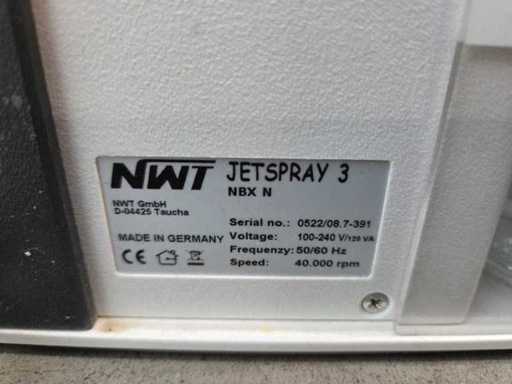 NWT JETSPRAY 3
NBX N
NWT GmbH
D-04425 Taucha
Serial no.: 0522/08.7-391
MADE IN GERMANY Voltage: 100-240 V/120 VA
Frequenzy: 50/60 Hz
CE Speed: 40.000 rpm